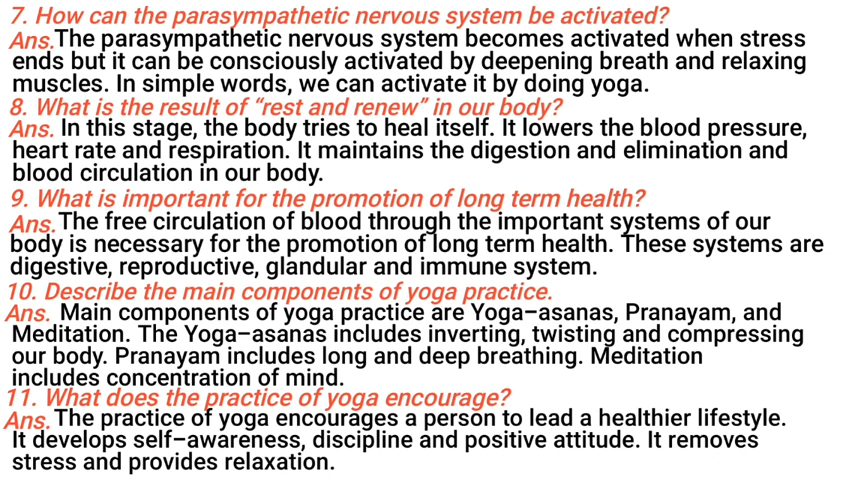 7. How can the parasympathetic nervous system be activated?
Ans. The parasympathetic nervous system becomes activated when stress
ends but it can be consciously activated by deepening breath and relaxing
muscles. In simple words, we can activate it by doing yoga.
8. What is the result of “rest and renew” in our body?
Ans. In this stage, the body tries to heal itself. It lowers the blood pressure,
heart rate and respiration. It maintains the digestion and elimination and
blood circulation in our body.
9. What is important for the promotion of long term health?
Ans. The free circulation of blood through the important systems of our
body is necessary for the promotion of long term health. These systems are
digestive, reproductive, glandular and immune system.
10. Describe the main components of yoga practice.
Ans. Main components of yoga practice are Yoga–asanas, Pranayam, and
Meditation. The Yoga–asanas includes inverting, twisting and compressing
our body. Pranayam includes long and deep breathing. Meditation
includes concentration of mind.
11. What does the practice of yoga encourage?
Ans. The practice of yoga encourages a person to lead a healthier lifestyle.
It develops self–awareness, discipline and positive attitude. It removes
stress and provides relaxation.